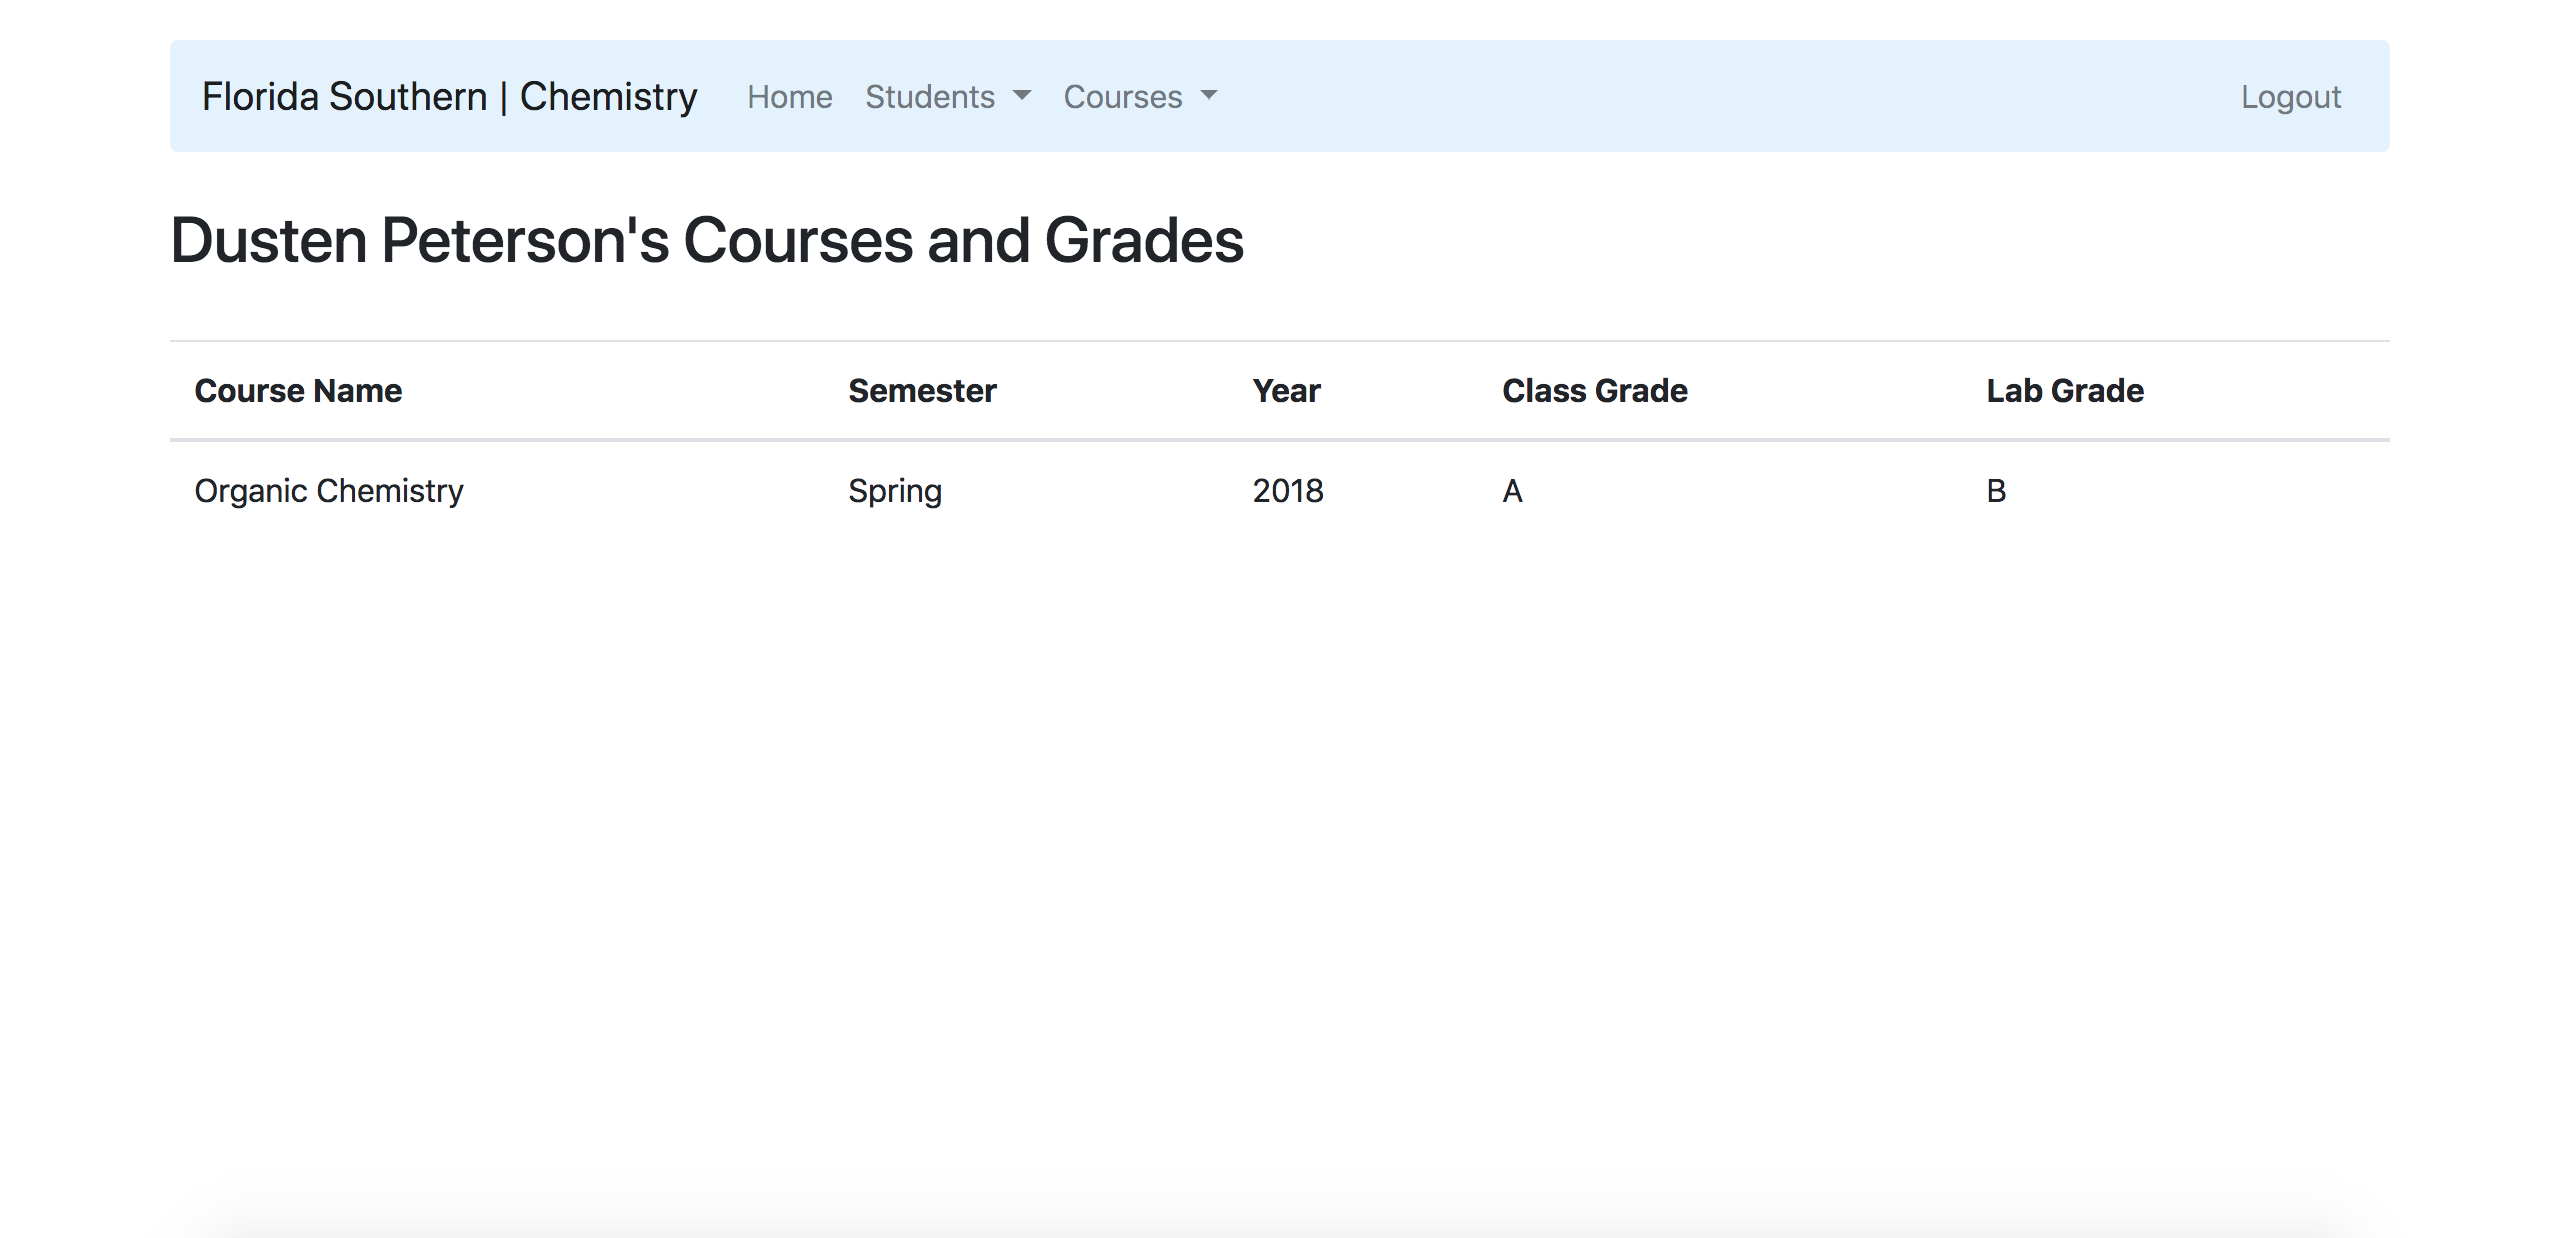 Florida Southern | Chemistry Home Students Courses Logout
Dusten Peterson's Courses and Grades
Course Name Semester Year Class Grade Lab Grade
Organic Chemistry Spring 2018 A B